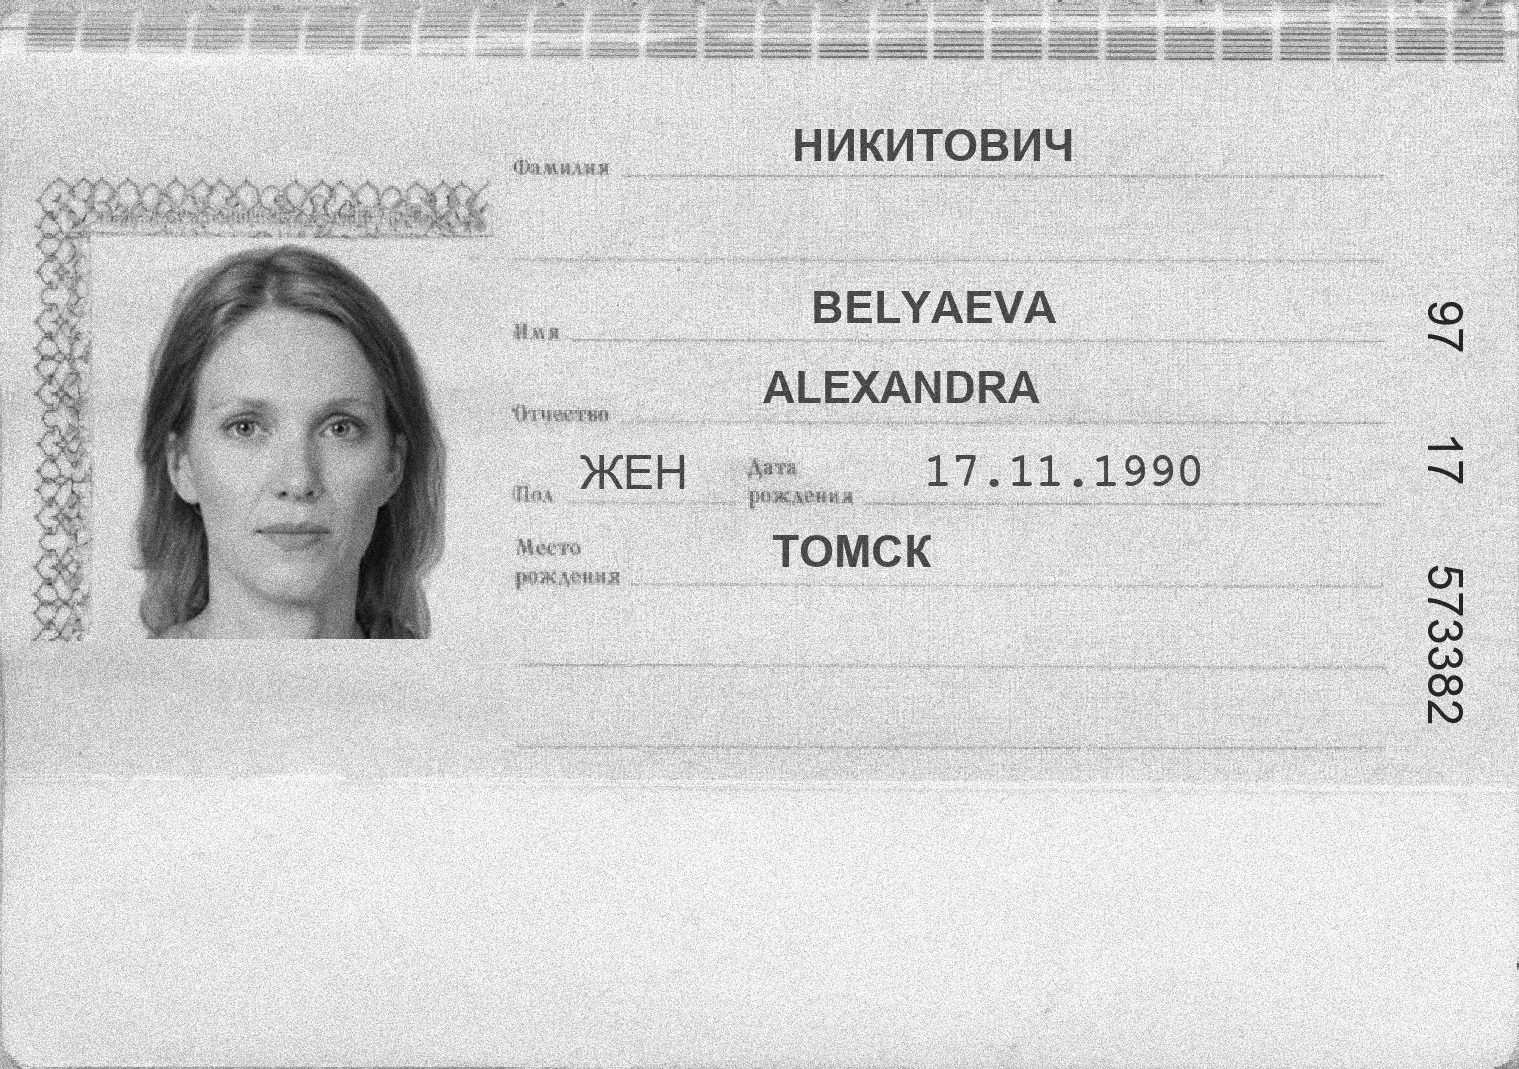 Фамилия НИКИТОВИЧ
Имя BELYAEVA
Отчество ALEXANDRA
Пол ЖЕН Дата рождения 17.11.1990
Место рождения ТОМСК
97 17 573382